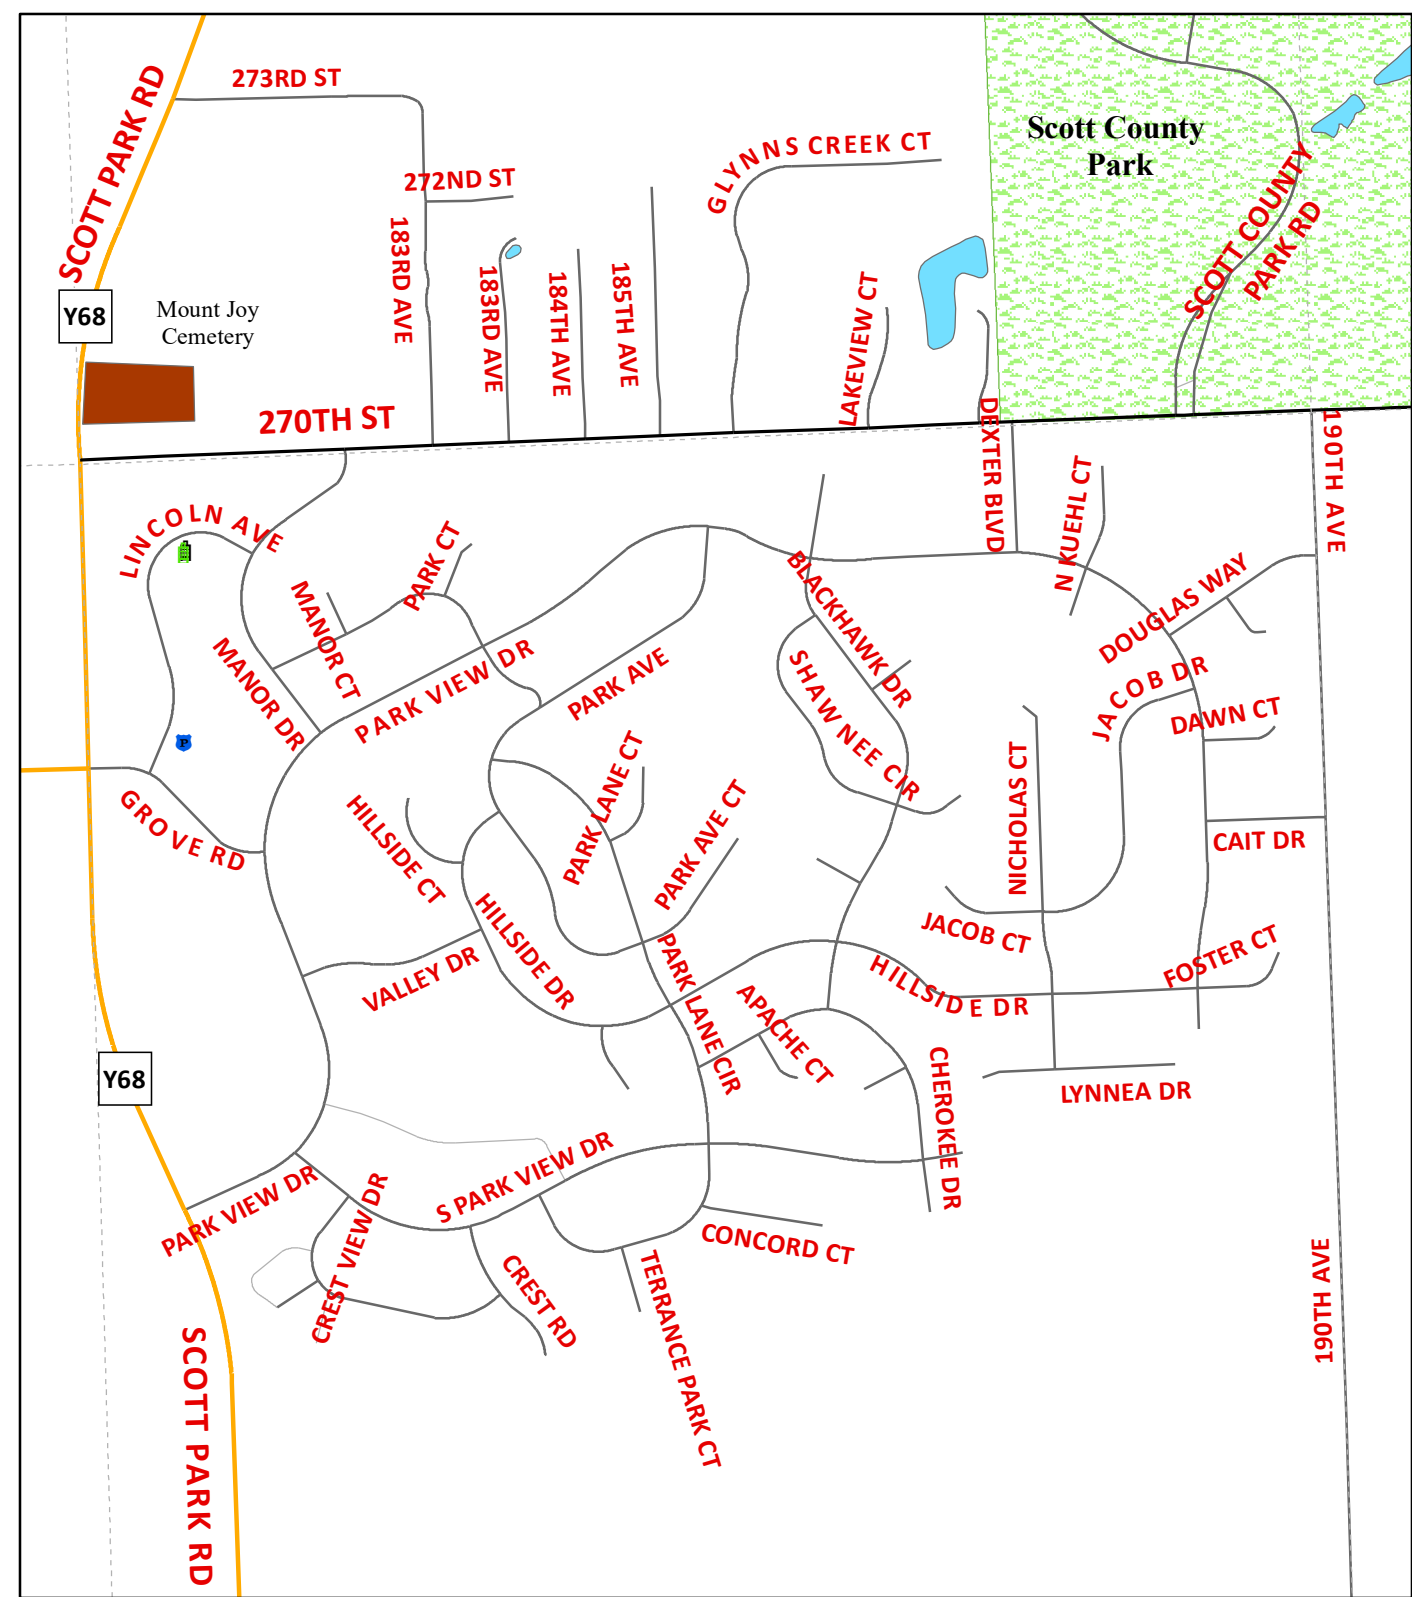 273RD ST
SCOTT PARK RD
Scott County
Park
GLYNNS CREEK CT
272ND ST
SCOTT COUNTY
PARK RD
183RD AVE
183RD AVE
184TH AVE
185TH AVE
LAKEVIEW CT
Y68
Mount Joy
Cemetery
270TH ST
DEXTER BLVD
190TH AVE
N KUEHL CT
LINCOLN AVE
PARK CT
MANOR CT
MANOR DR
PARK VIEW DR
PARK AVE
BLACKHAWK DR
SHAWNEE CIR
DOUGLAS WAY
JACOB DR
DAWN CT
P
GROVE RD
HILLSIDE CT
PARK LANE CT
PARK AVE CT
NICHOLAS CT
CAIT DR
JACOB CT
FOSTER CT
HILLSIDE DR
VALLEY DR
HILLSIDE DR
PARK LANE CIR
APACHE CT
Y68
LYNNEA DR
CHEROKEE DR
S PARK VIEW DR
PARK VIEW DR
CREST VIEW DR
CREST RD
CONCORD CT
TERRANCE PARK CT
190TH AVE
SCOTT PARK RD